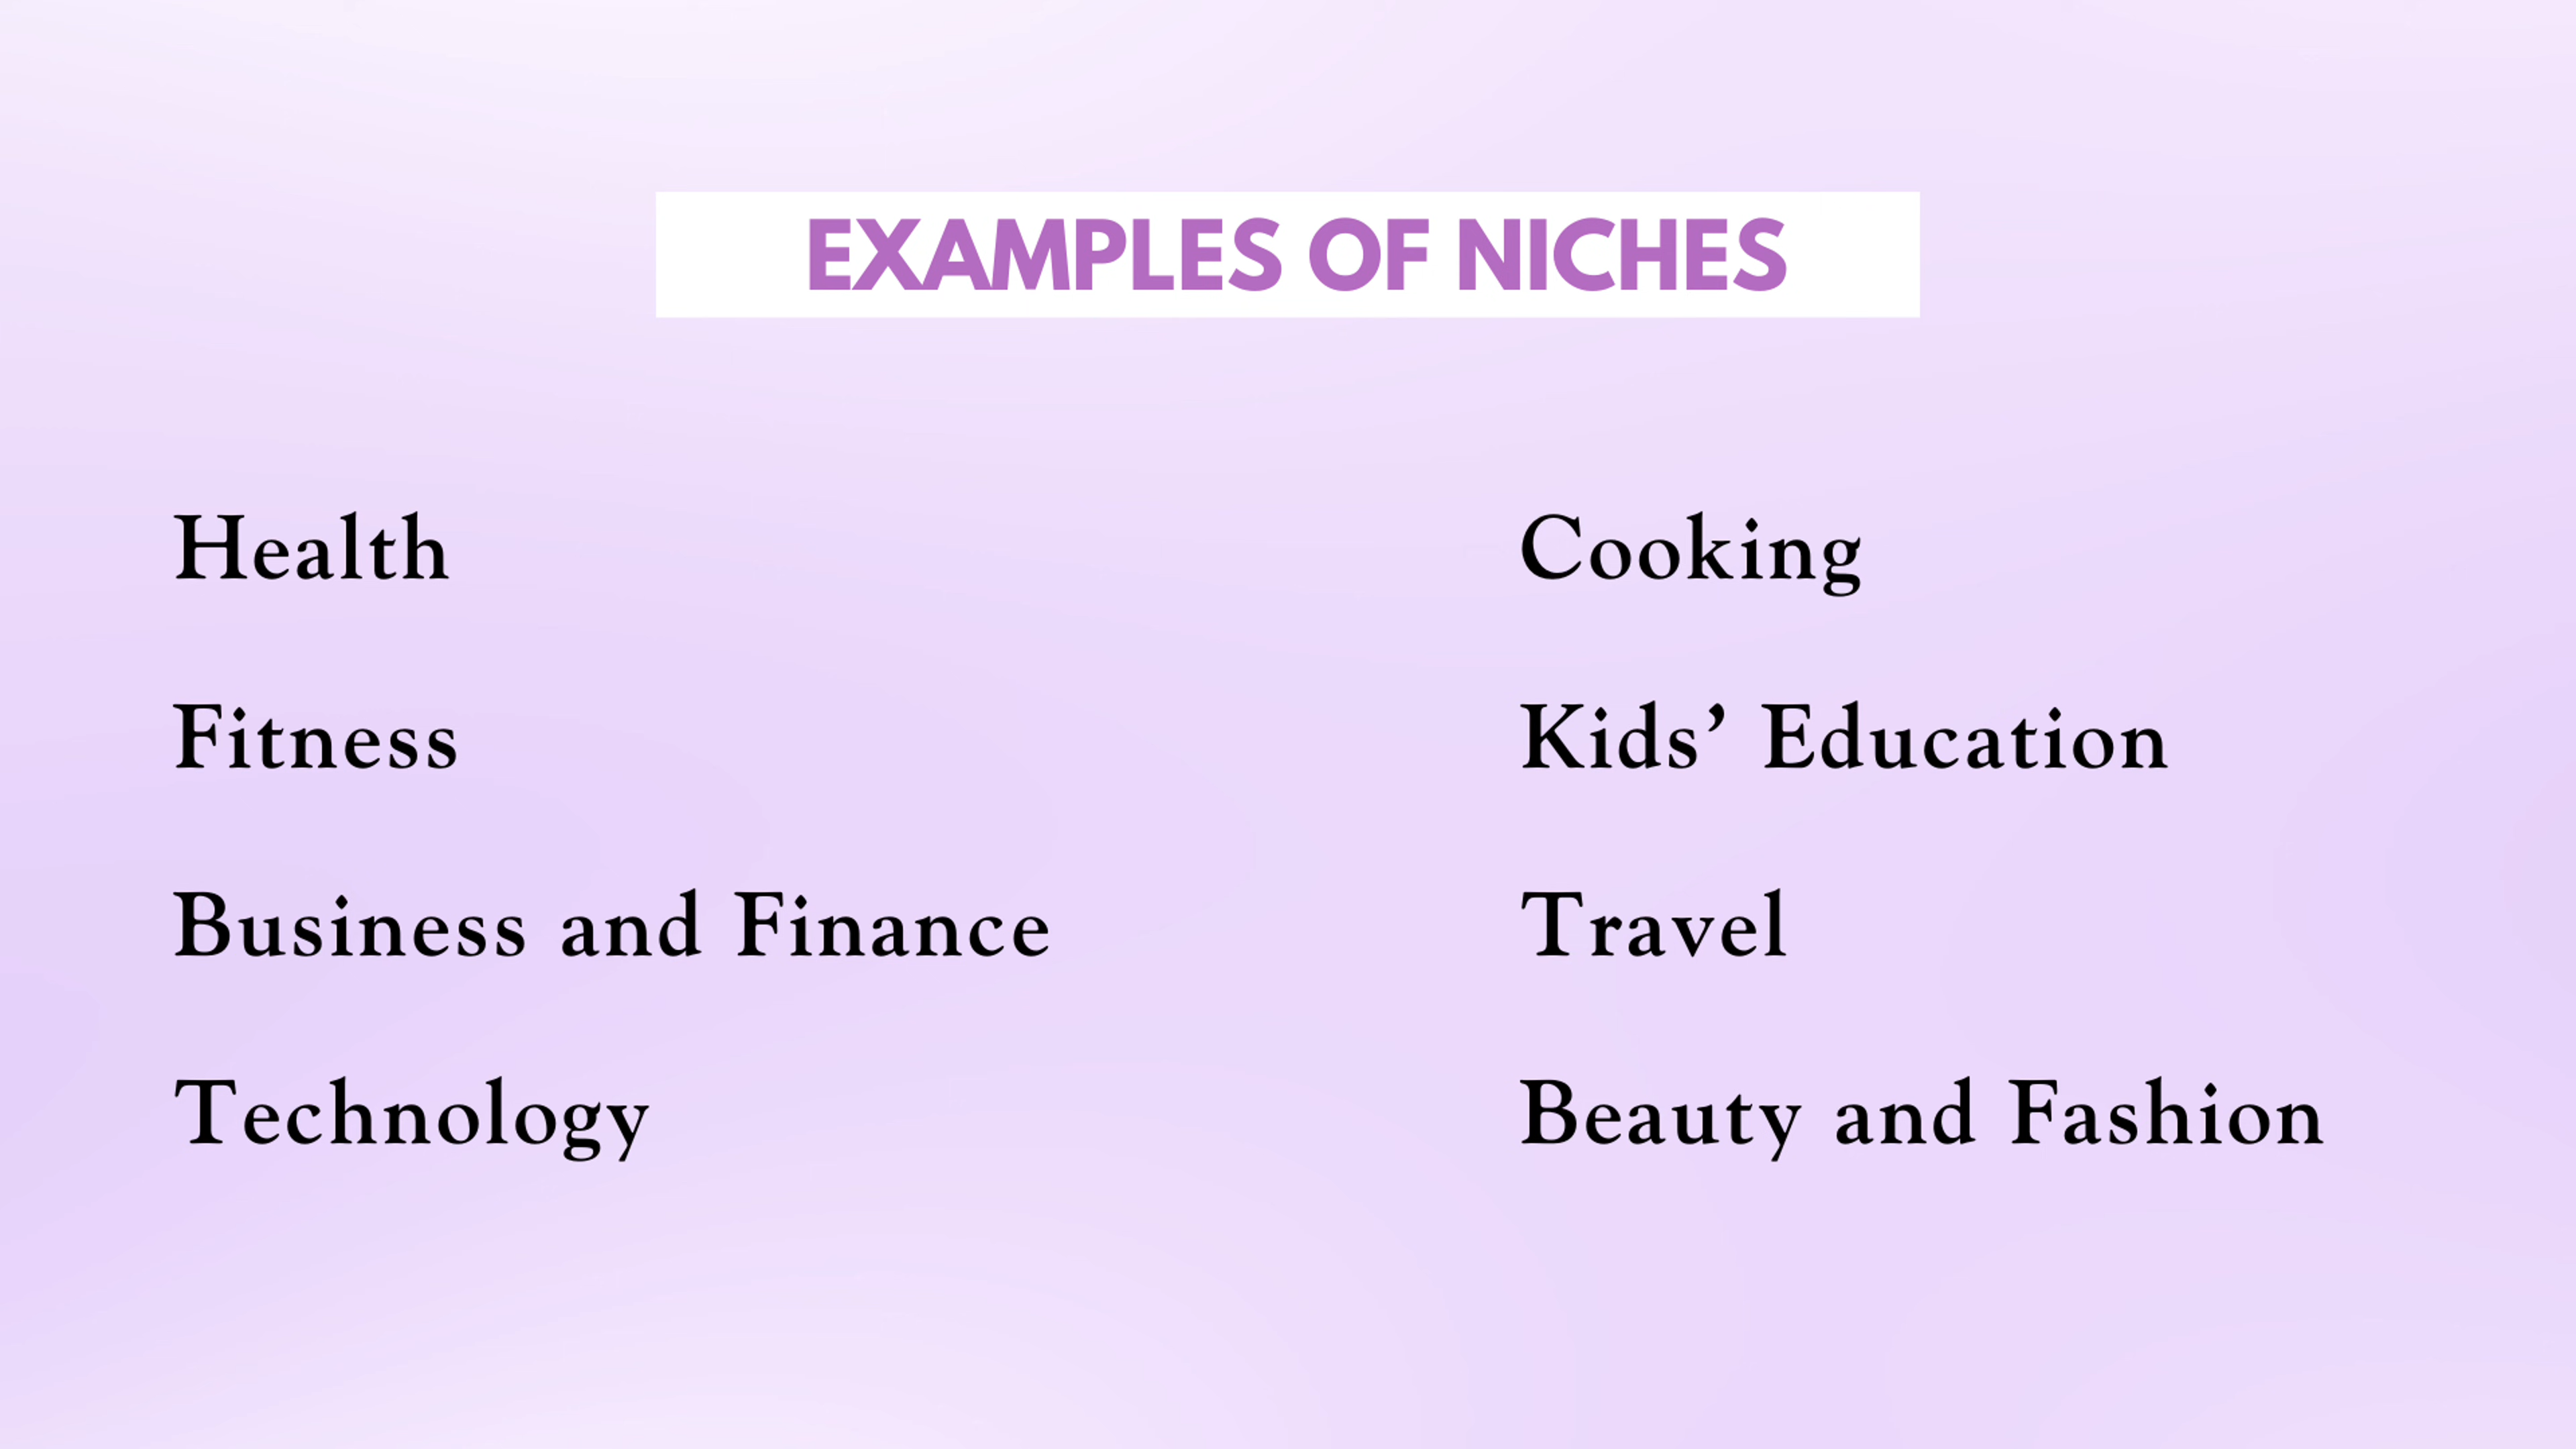 EXAMPLES OF NICHES
Health
Fitness
Business and Finance
Technology
Cooking
Kids’ Education
Travel
Beauty and Fashion